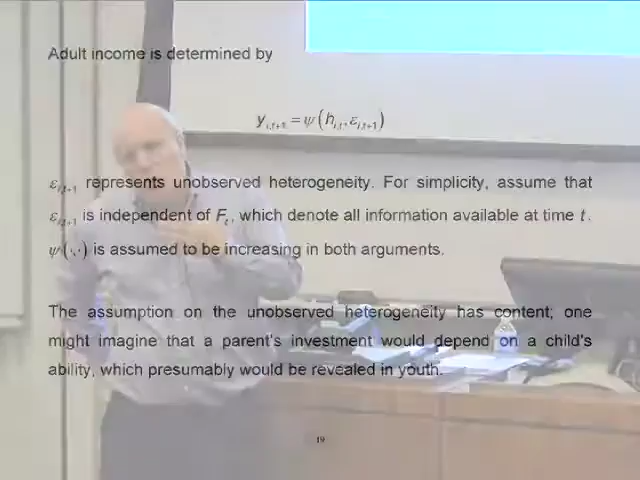 Adult income is determined by
y_{i,t+1} = ψ(h_{i,t}, ε_{i,t+1})
ε_{i,t+1} represents unobserved heterogeneity. For simplicity, assume that
ε_{i,t+1} is independent of F_t, which denote all information available at time t.
ψ(·,·) is assumed to be increasing in both arguments.
The assumption on the unobserved heterogeneity has content; one
might imagine that a parent's investment would depend on a child's
ability, which presumably would be revealed in youth.
19